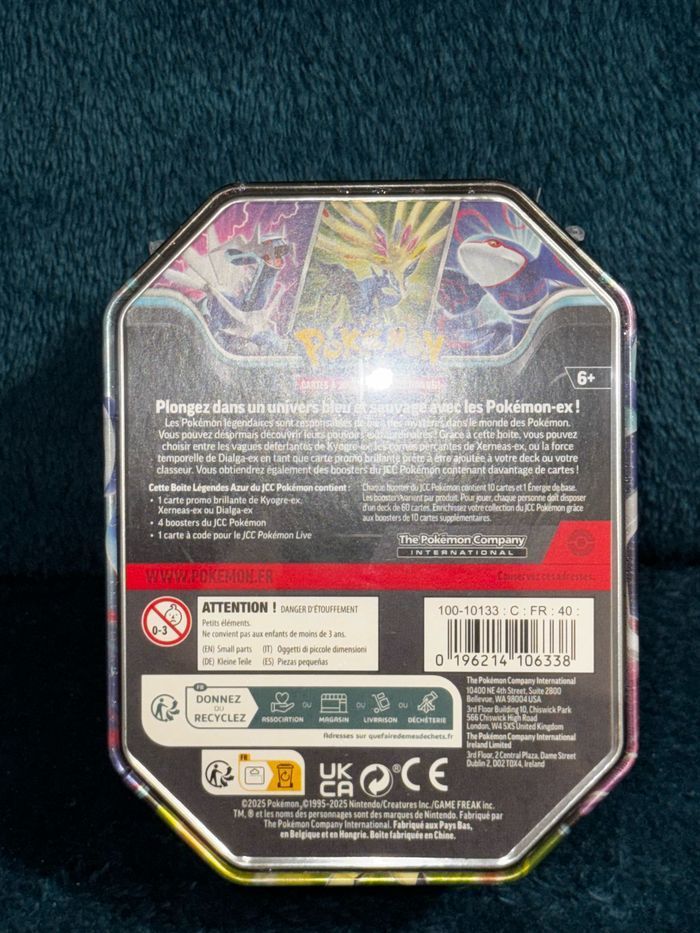 POKÉMON
6+
Plongez dans un univers bleu et sauvage avec les Pokémon-ex !
Les Pokémon légendaires sont responsables de bien des mystères dans le monde des Pokémon.
Vous pouvez désormais découvrir leurs pouvoirs extraordinaires ! Grâce à cette boîte, vous pouvez
choisir entre les vagues déferlantes de Kyogre-ex, les cornes perçantes de Xerneas-ex, ou la force
temporelle de Dialga-ex en tant que carte promo brillante prête à être ajoutée à votre deck ou votre
classeur. Vous obtiendrez également des boosters du JCC Pokémon contenant davantage de cartes !
Cette Boîte Légendes Azur du JCC Pokémon contient :
• 1 carte promo brillante de Kyogre-ex,
Xerneas-ex ou Dialga-ex
• 4 boosters du JCC Pokémon
• 1 carte à code pour le JCC Pokémon Live
Chaque booster du JCC Pokémon contient 10 cartes et 1 Énergie de base.
Les boosters varient par produit. Pour jouer, chaque personne doit disposer
d'un deck de 60 cartes. Enrichissez votre collection du JCC Pokémon grâce
aux boosters de 10 cartes supplémentaires.
The Pokémon Company
INTERNATIONAL
WWW.POKEMON.FR
Conservez ces adresses.
0-3
ATTENTION ! DANGER D'ÉTOUFFEMENT
Petits éléments.
Ne convient pas aux enfants de moins de 3 ans.
(EN) Small parts (IT) Oggetti di piccole dimensioni
(DE) Kleine Teile (ES) Piezas pequeñas
100-10133 : C : FR : 40 :
0 196214 106338
FR
DONNEZ
OU
RECYCLEZ
ASSOCIATION
OU
MAGASIN
OU
LIVRAISON
OU
DÉCHÈTERIE
Adresses sur quefairedemesdechets.fr
The Pokémon Company International
10400 NE 4th Street, Suite 2800
Bellevue, WA 98004 USA
3rd Floor Building 10, Chiswick Park
566 Chiswick High Road
London, W4 5XS United Kingdom
The Pokémon Company International
Ireland Limited
3rd Floor, 2 Central Plaza, Dame Street
Dublin 2, D02 T0X4, Ireland
FR
UK
CA
® CE
©2025 Pokémon. ©1995-2025 Nintendo/Creatures Inc./GAME FREAK inc.
TM, ® et les noms des personnages sont des marques de Nintendo. Fabriqué par
The Pokémon Company International. Fabriqué aux Pays Bas,
en Belgique et en Hongrie. Boîte fabriquée en Chine.